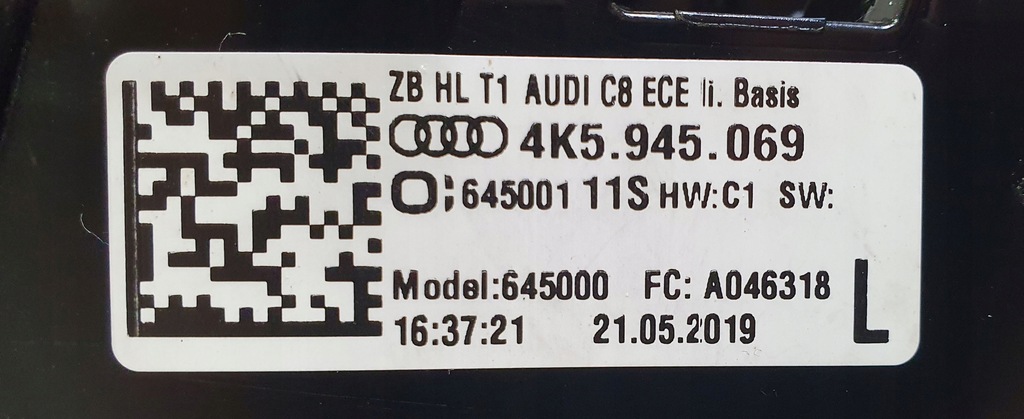 ZB HL T1 AUDI C8 ECE li. Basis
4K5.945.069
645001 11S HW:C1 SW:
Model:645000 FC: A046318
16:37:21 21.05.2019 L